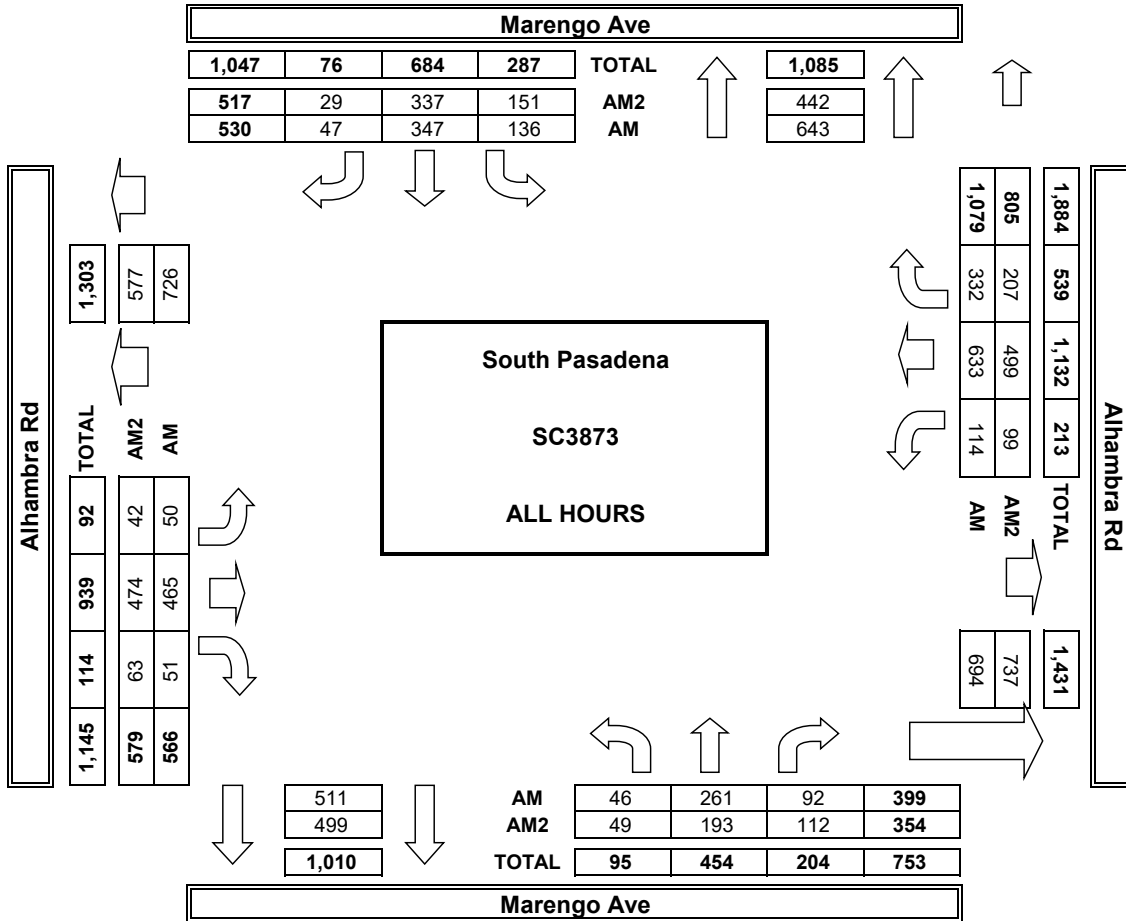 Marengo Ave
1,047 76 684 287 TOTAL 1,085
517 29 337 151 AM2 442
530 47 347 136 AM 643
Alhambra Rd
1,303 577 726
TOTAL AM2 AM
92 42 50
939 474 465
114 63 51
1,145 579 566
South Pasadena
SC3873
ALL HOURS
1,079 805 1,884
332 207 539
633 499 1,132
114 99 213
AM AM2 TOTAL
694 737 1,431
Alhambra Rd
511 AM 46 261 92 399
499 AM2 49 193 112 354
1,010 TOTAL 95 454 204 753
Marengo Ave